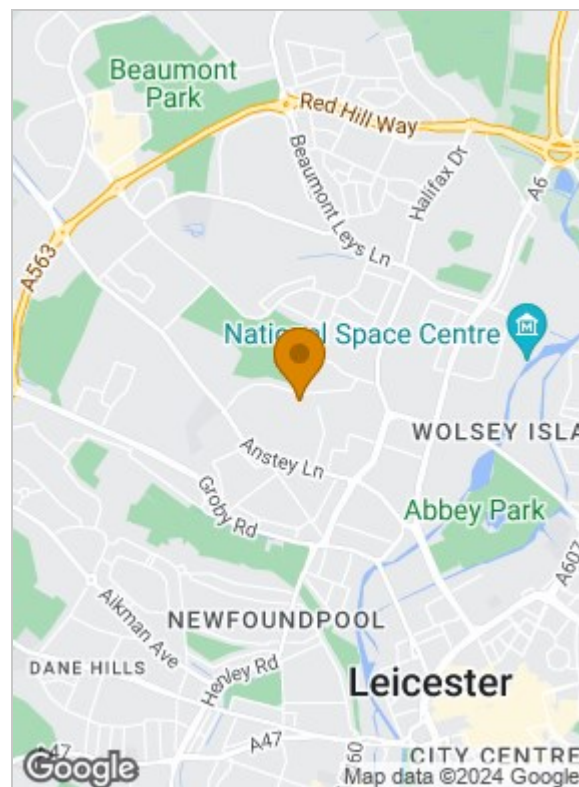 Beaumont
Park
Red Hill Way
Beaumont Leys Ln
Halifax Dr
A6
A563
National Space Centre
WOLSEY ISLA
Anstey Ln
Groby Rd
Abbey Park
A607
Aikman Ave
NEWFOUNDPOOL
DANE HILLS
Henley Rd
Leicester
A47
A47
CITY CENTRE
Google
Map data ©2024 Google